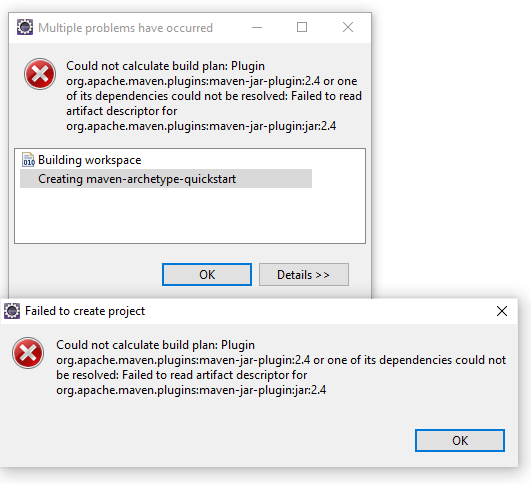 Multiple problems have occurred
Could not calculate build plan: Plugin
org.apache.maven.plugins:maven-jar-plugin:2.4 or one
of its dependencies could not be resolved: Failed to read
artifact descriptor for
org.apache.maven.plugins:maven-jar-plugin:jar:2.4
010 Building workspace
Creating maven-archetype-quickstart
OK Details >>
Failed to create project
Could not calculate build plan: Plugin
org.apache.maven.plugins:maven-jar-plugin:2.4 or one of its dependencies could not
be resolved: Failed to read artifact descriptor for
org.apache.maven.plugins:maven-jar-plugin:jar:2.4
OK